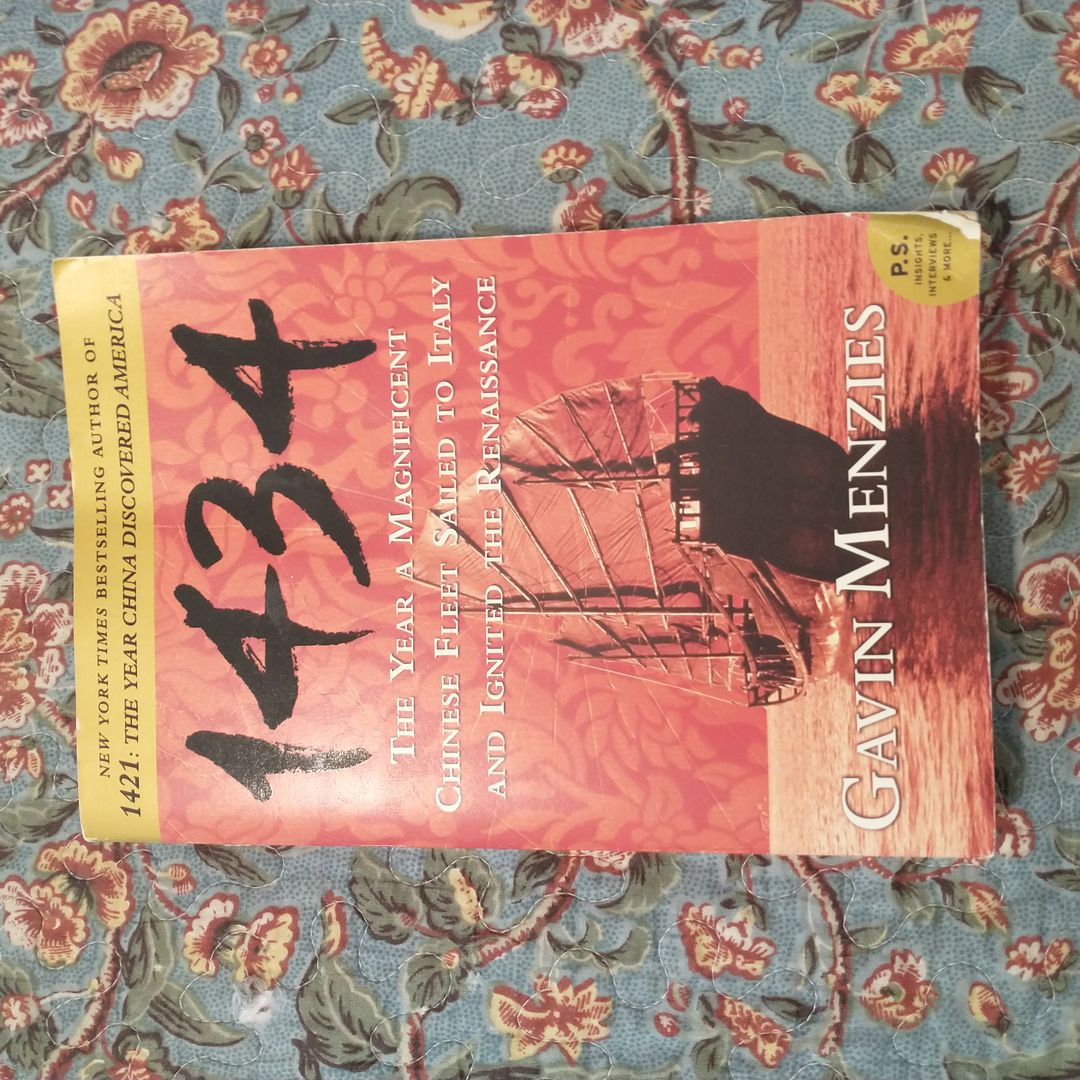 NEW YORK TIMES BESTSELLING AUTHOR OF
1421: THE YEAR CHINA DISCOVERED AMERICA
1434
THE YEAR A MAGNIFICENT
CHINESE FLEET SAILED TO ITALY
AND IGNITED THE RENAISSANCE
GAVIN MENZIES
P.S.
INSIGHTS,
INTERVIEWS
& MORE...